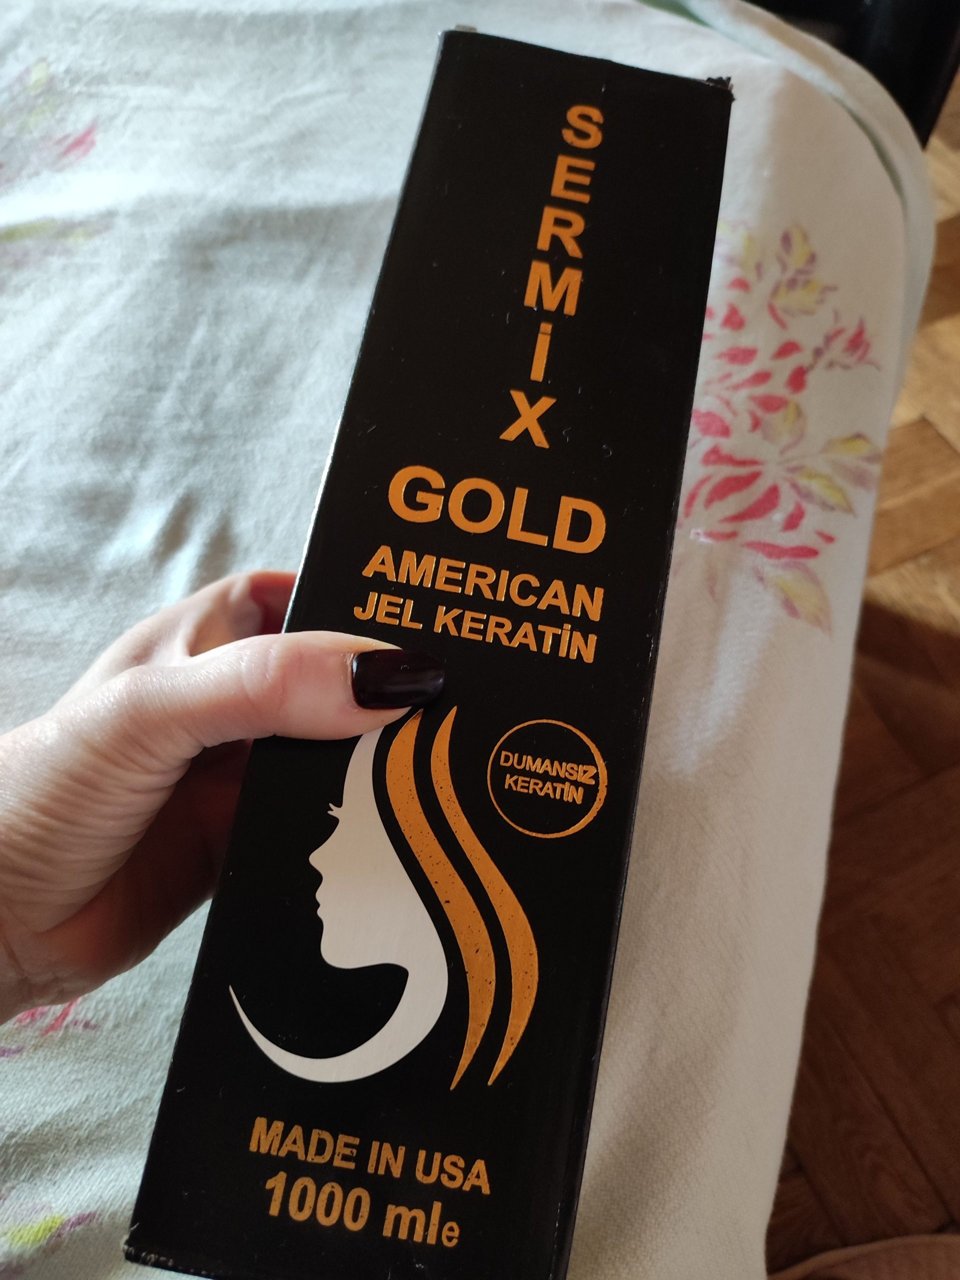 SERMİX
GOLD
AMERICAN
JEL KERATİN
DUMANSIZ
KERATİN
MADE IN USA
1000 mle